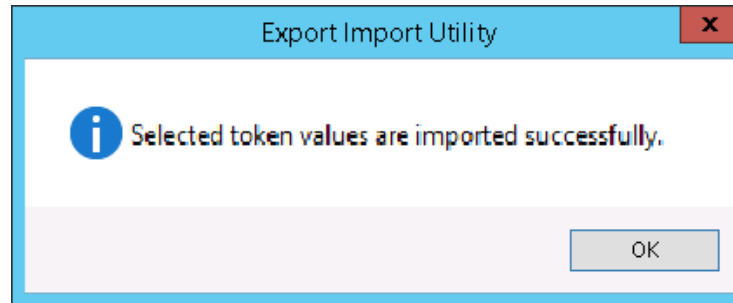 Export Import Utility
x
Selected token values are imported successfully.
OK